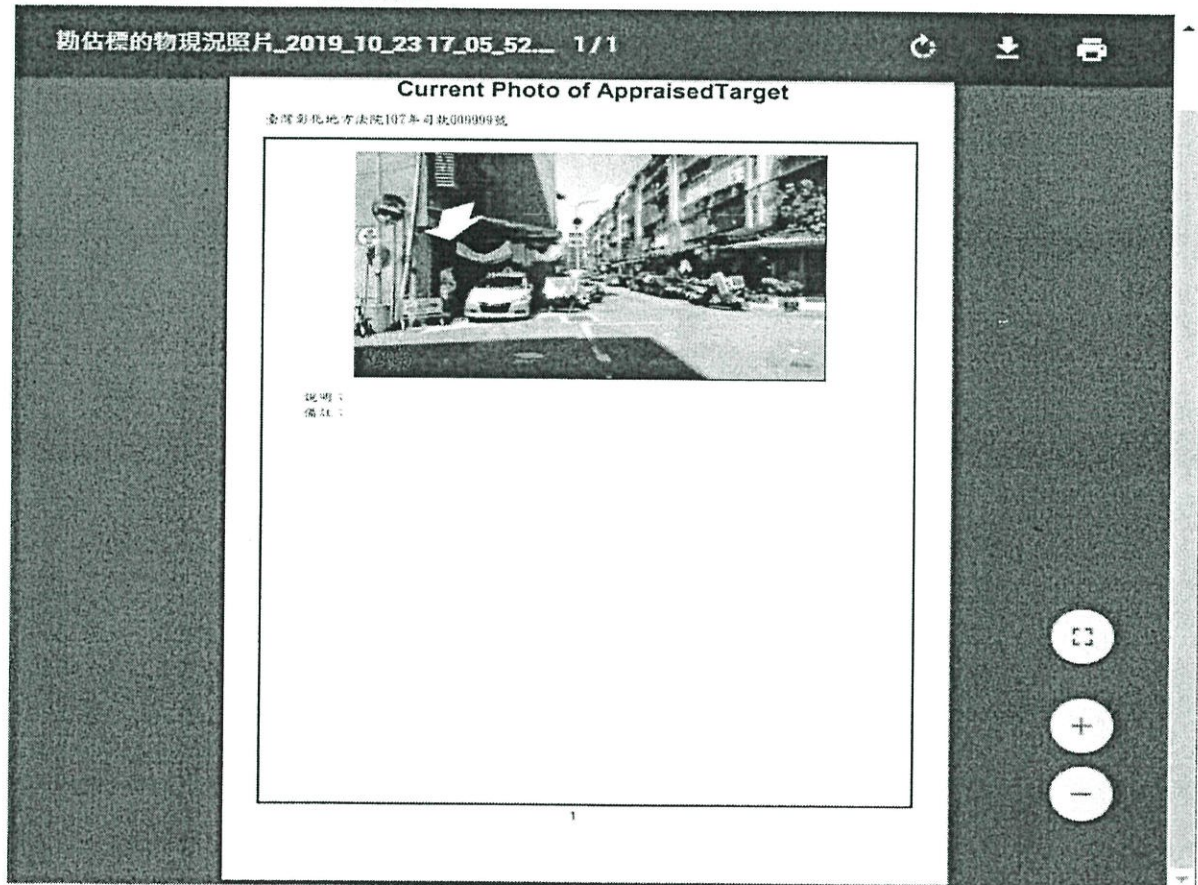 勘估標的物現況照片_2019_10_23 17_05_52... 1/1
Current Photo of AppraisedTarget
臺灣彰化地方法院107年司執009999號
說明：
備註：
1